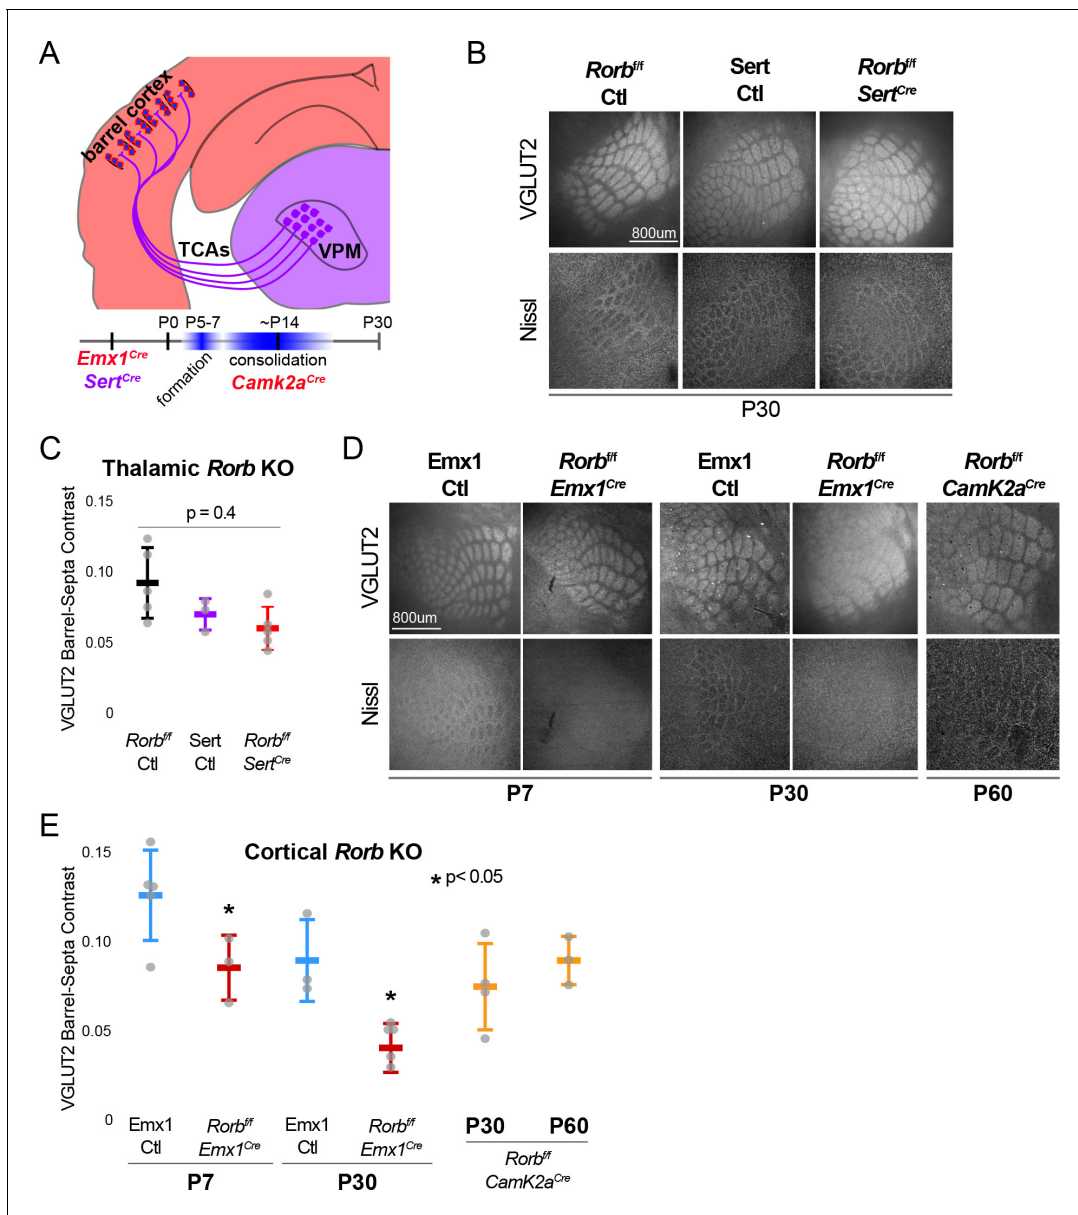 A
barrel cortex
TCAs
VPM
P0 P5-7 ~P14 P30
Emx1Cre
SertCre
formation
consolidation
Camk2aCre
B
Rorbf/f
Ctl
Sert
Ctl
Rorbf/f
SertCre
VGLUT2
800um
Nissl
P30
C
Thalamic Rorb KO
VGLUT2 Barrel-Septa Contrast
0.15
p = 0.4
0.10
0.05
0
Rorbf/f
Ctl
Sert
Ctl
Rorbf/f
SertCre
D
Emx1
Ctl
Rorbf/f
Emx1Cre
Emx1
Ctl
Rorbf/f
Emx1Cre
Rorbf/f
CamK2aCre
VGLUT2
800um
Nissl
P7
P30
P60
E
Cortical Rorb KO
VGLUT2 Barrel-Septa Contrast
0.15
* p< 0.05
*
0.10
*
0.05
0
Emx1
Ctl
Rorbf/f
Emx1Cre
Emx1
Ctl
Rorbf/f
Emx1Cre
P7
P30
P30 P60
Rorbf/f
CamK2aCre